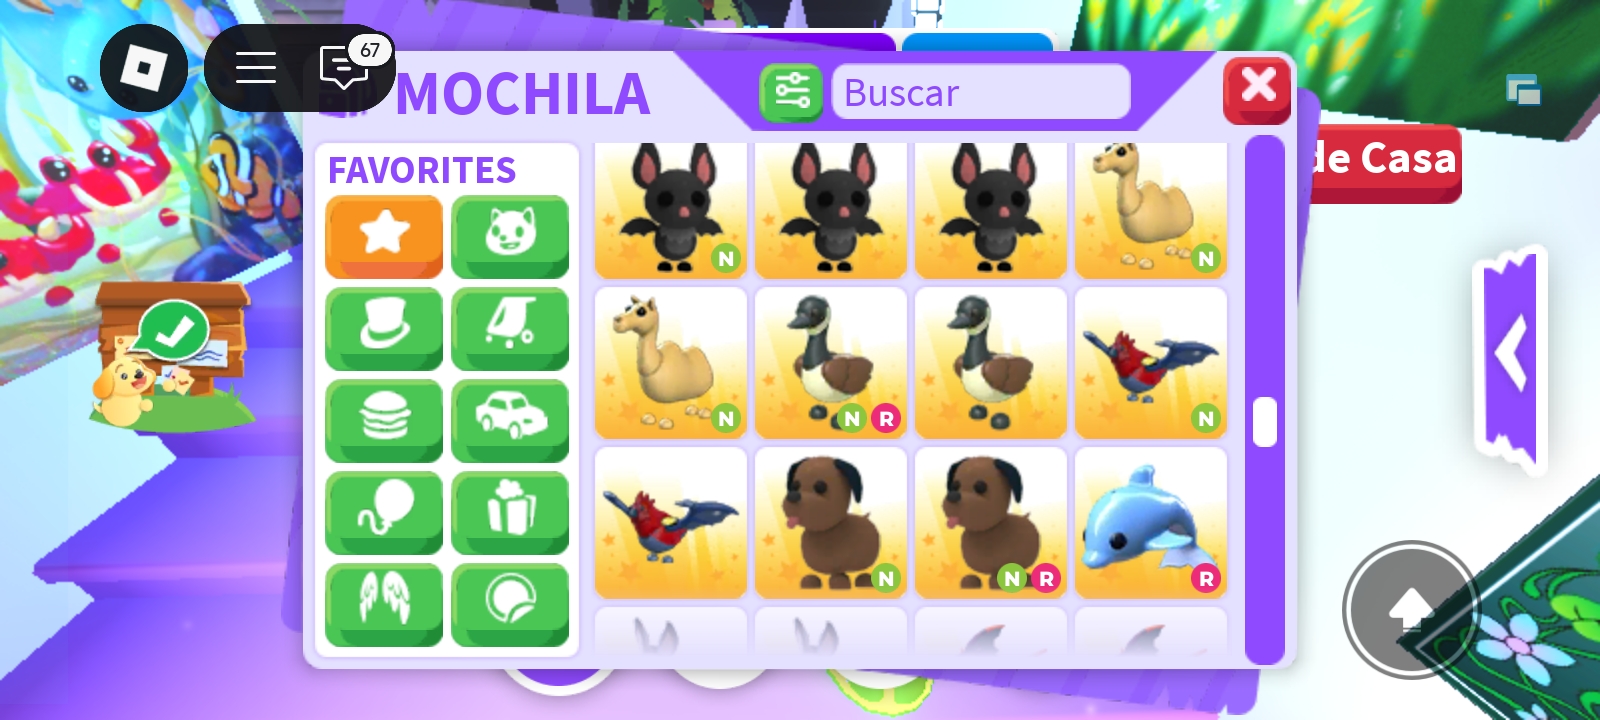 67
MOCHILA
Buscar
FAVORITES
de Casa
N
N
N
N R
N
N
N R
R